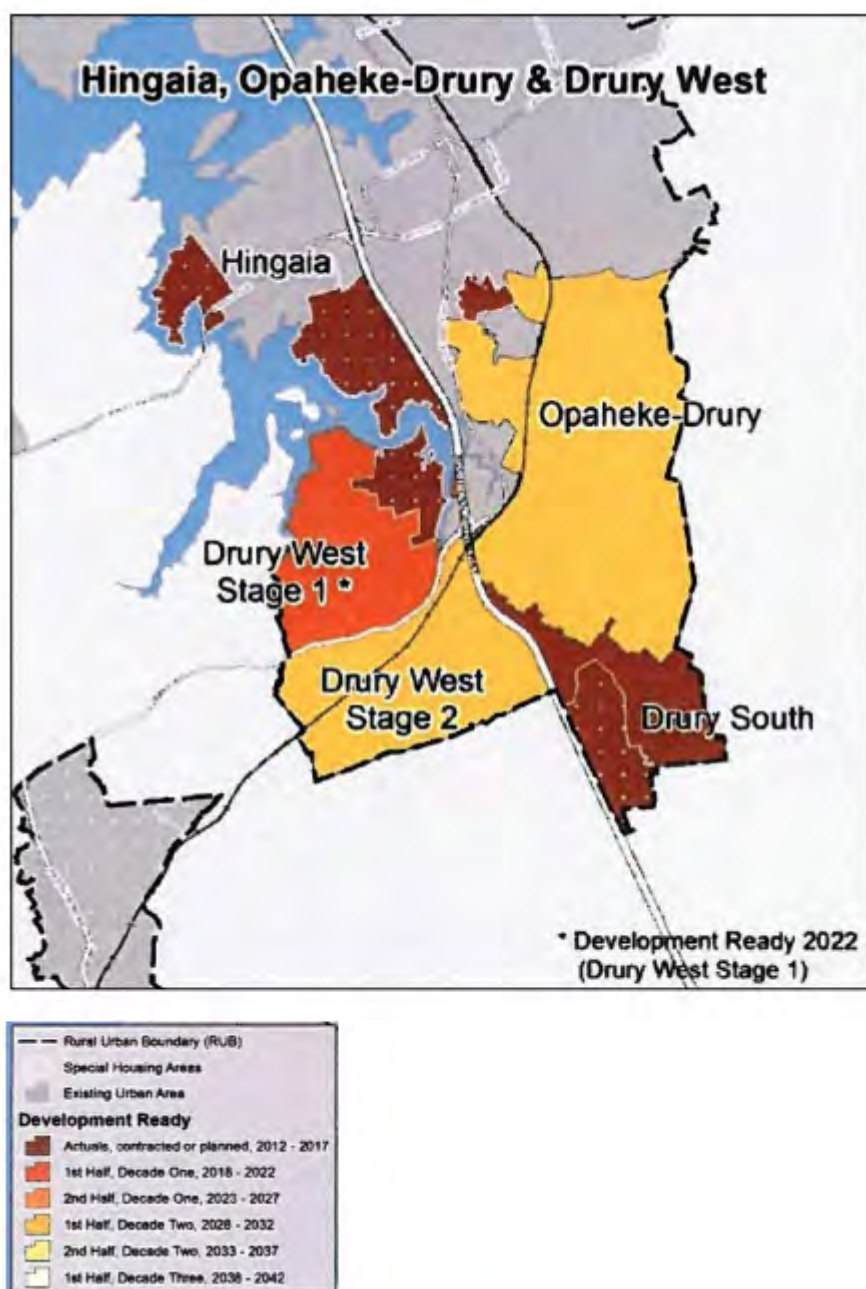 Hingaia, Opaheke-Drury & Drury West
Hingaia
Opaheke-Drury
Drury West
Stage 1 *
Drury West
Stage 2
Drury South
* Development Ready 2022
(Drury West Stage 1)
Rural Urban Boundary (RUB)
Special Housing Areas
Existing Urban Area
Development Ready
Actuals, contracted or planned, 2012 - 2017
1st Half, Decade One, 2018 - 2022
2nd Half, Decade One, 2023 - 2027
1st Half, Decade Two, 2028 - 2032
2nd Half, Decade Two, 2033 - 2037
1st Half, Decade Three, 2038 - 2042